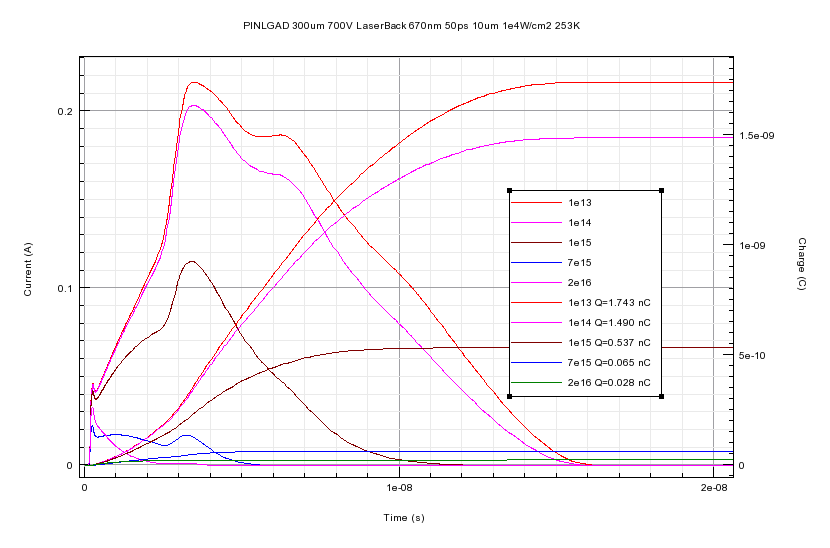 PINLGAD 300um 700V LaserBack 670nm 50ps 10um 1e4W/cm2 253K
Current (A)
0.2
0.1
0
1.5e-09
1e-09
5e-10
0
Charge (C)
1e13
1e14
1e15
7e15
2e16
1e13 Q=1.743 nC
1e14 Q=1.490 nC
1e15 Q=0.537 nC
7e15 Q=0.065 nC
2e16 Q=0.028 nC
0
1e-08
2e-08
Time (s)